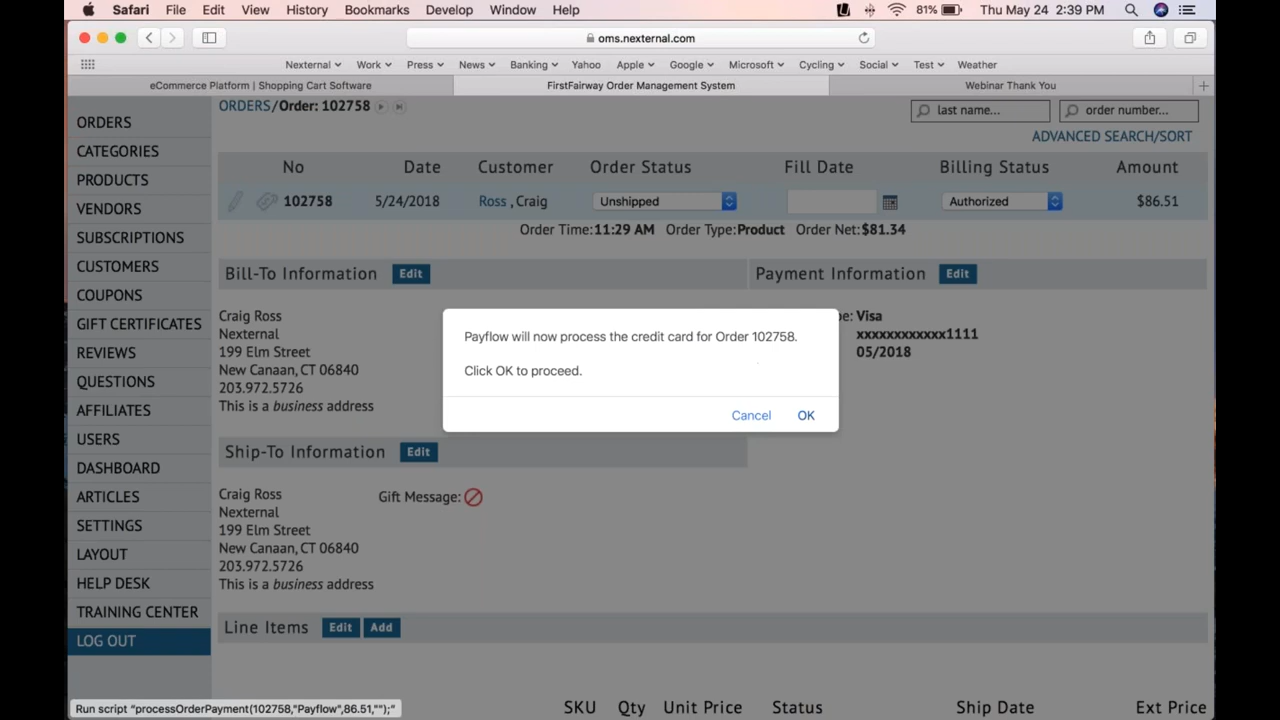 Safari File Edit View History Bookmarks Develop Window Help 81% Thu May 24 2:39 PM
oms.nexternal.com
Nexternal Work Press News Banking Yahoo Apple Google Microsoft Cycling Social Test Weather
eCommerce Platform | Shopping Cart Software FirstFairway Order Management System Webinar Thank You
ORDERS/Order: 102758 last name... order number...
ADVANCED SEARCH/SORT
ORDERS
CATEGORIES
PRODUCTS
VENDORS
SUBSCRIPTIONS
CUSTOMERS
COUPONS
GIFT CERTIFICATES
REVIEWS
QUESTIONS
AFFILIATES
USERS
DASHBOARD
ARTICLES
SETTINGS
LAYOUT
HELP DESK
TRAINING CENTER
LOG OUT
No Date Customer Order Status Fill Date Billing Status Amount
102758 5/24/2018 Ross , Craig Unshipped Authorized $86.51
Order Time:11:29 AM Order Type:Product Order Net:$81.34
Bill-To Information Edit
Craig Ross
Nexternal
199 Elm Street
New Canaan, CT 06840
203.972.5726
This is a business address
Payment Information Edit
Visa
xxxxxxxxxxxx1111
05/2018
Payflow will now process the credit card for Order 102758.
Click OK to proceed.
Cancel OK
Ship-To Information Edit
Craig Ross Gift Message:
Nexternal
199 Elm Street
New Canaan, CT 06840
203.972.5726
This is a business address
Line Items Edit Add
SKU Qty Unit Price Status Ship Date Ext Price
Run script “processOrderPayment(102758,"Payflow",86.51,"");”